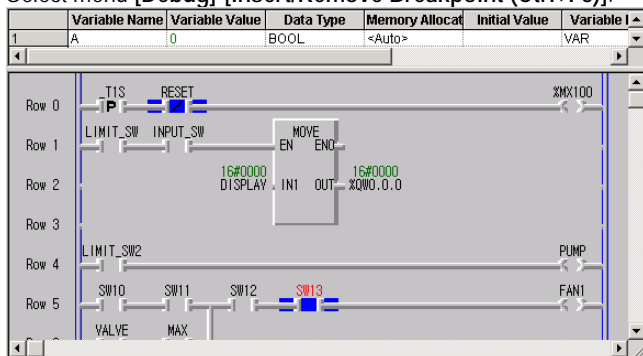 Select menu [Debug]-[Insert/Remove Breakpoint (Ctrl+F9)].
Variable Name Variable Value Data Type Memory Allocat Initial Value Variable
1 A 0 BOOL <Auto> VAR
_T1S RESET %MX100
Row 0 P
LIMIT_SW INPUT_SW MOVE
Row 1 EN ENO
16#0000 16#0000
Row 2 DISPLAY IN1 OUT %QW0.0.0
Row 3
LIMIT_SW2 PUMP
Row 4
SW10 SW11 SW12 SW13 FAN1
Row 5
VALVE MAX